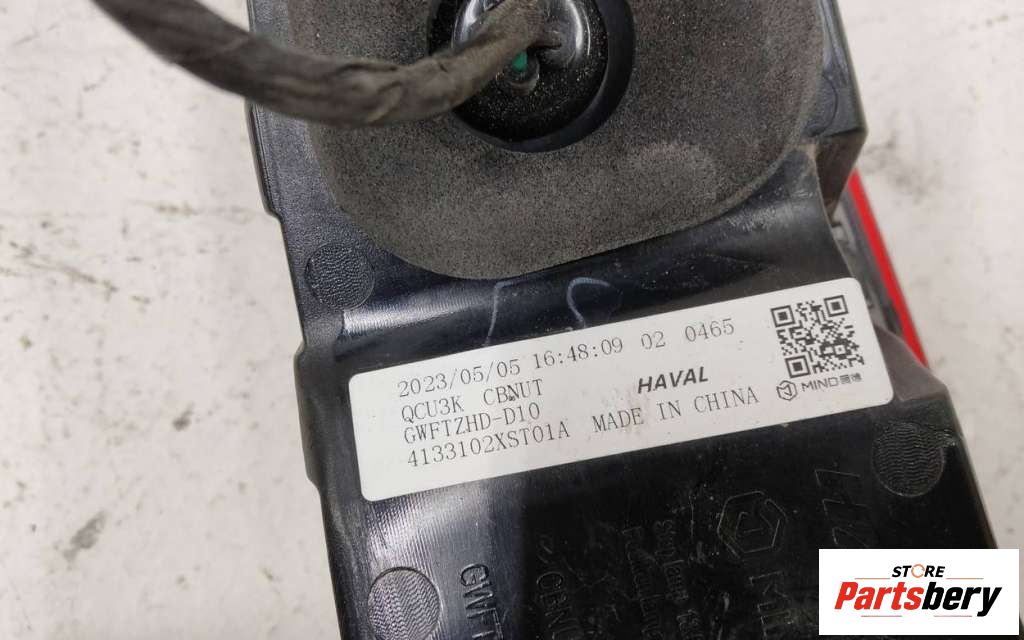 2023/05/05 16:48:09 02 0465
QCU3K CBNUT
HAVAL
GWFTZHD-D10
4133102XST01A MADE IN CHINA
MIND
GWFT
STORE
Partsbery